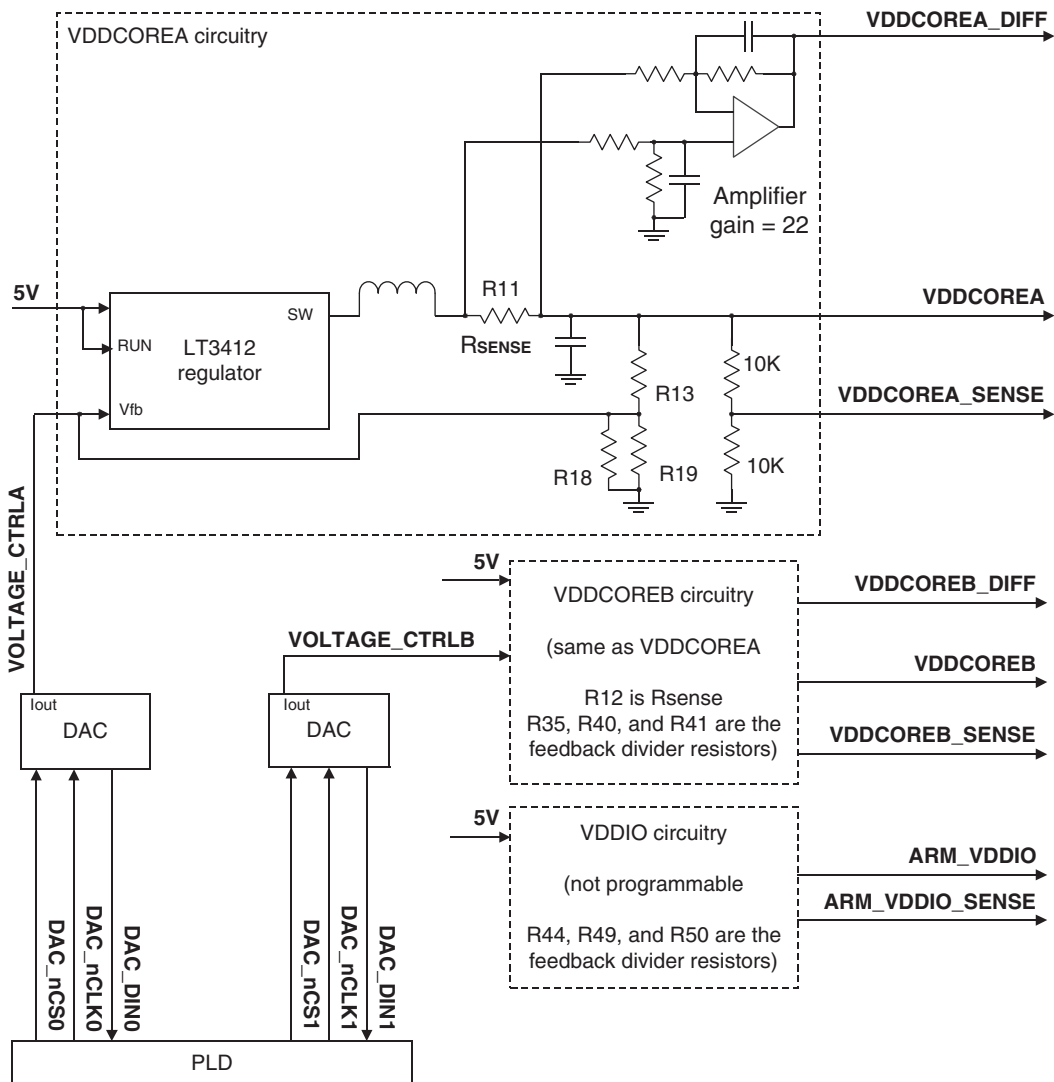 VDDCOREA_DIFF
VDDCOREA circuitry
Amplifier
gain = 22
5V
SW
RUN
LT3412
regulator
Vfb
R11
RSENSE
VDDCOREA
R13
10K
VDDCOREA_SENSE
R18
R19
10K
VOLTAGE_CTRLA
5V
VDDCOREB circuitry
(same as VDDCOREA
R12 is Rsense
R35, R40, and R41 are the
feedback divider resistors)
VDDCOREB_DIFF
VOLTAGE_CTRLB
VDDCOREB
VDDCOREB_SENSE
Iout
DAC
Iout
DAC
5V
VDDIO circuitry
(not programmable
R44, R49, and R50 are the
feedback divider resistors)
ARM_VDDIO
ARM_VDDIO_SENSE
DAC_nCS0
DAC_nCLK0
DAC_DIN0
DAC_nCS1
DAC_nCLK1
DAC_DIN1
PLD